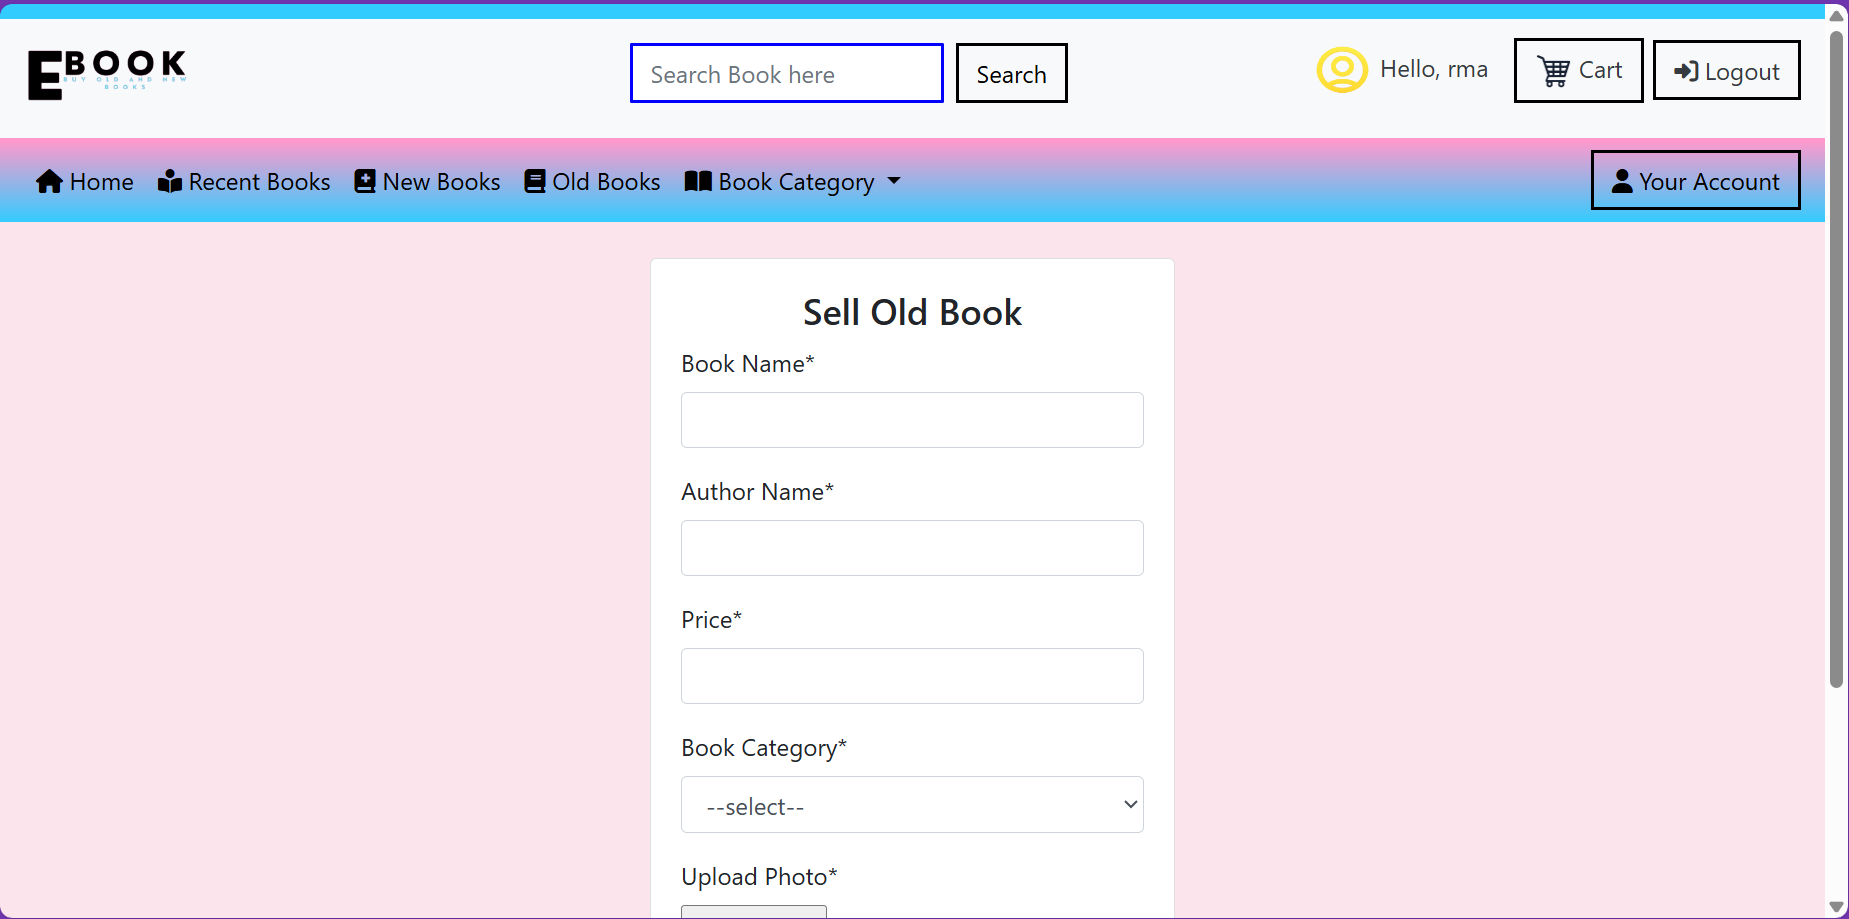 EBOOK
BUY OLD AND NEW
BOOKS
Search Book here
Search
Hello, rma
Cart
Logout
Home
Recent Books
New Books
Old Books
Book Category
Your Account
Sell Old Book
Book Name*
Author Name*
Price*
Book Category*
--select--
Upload Photo*